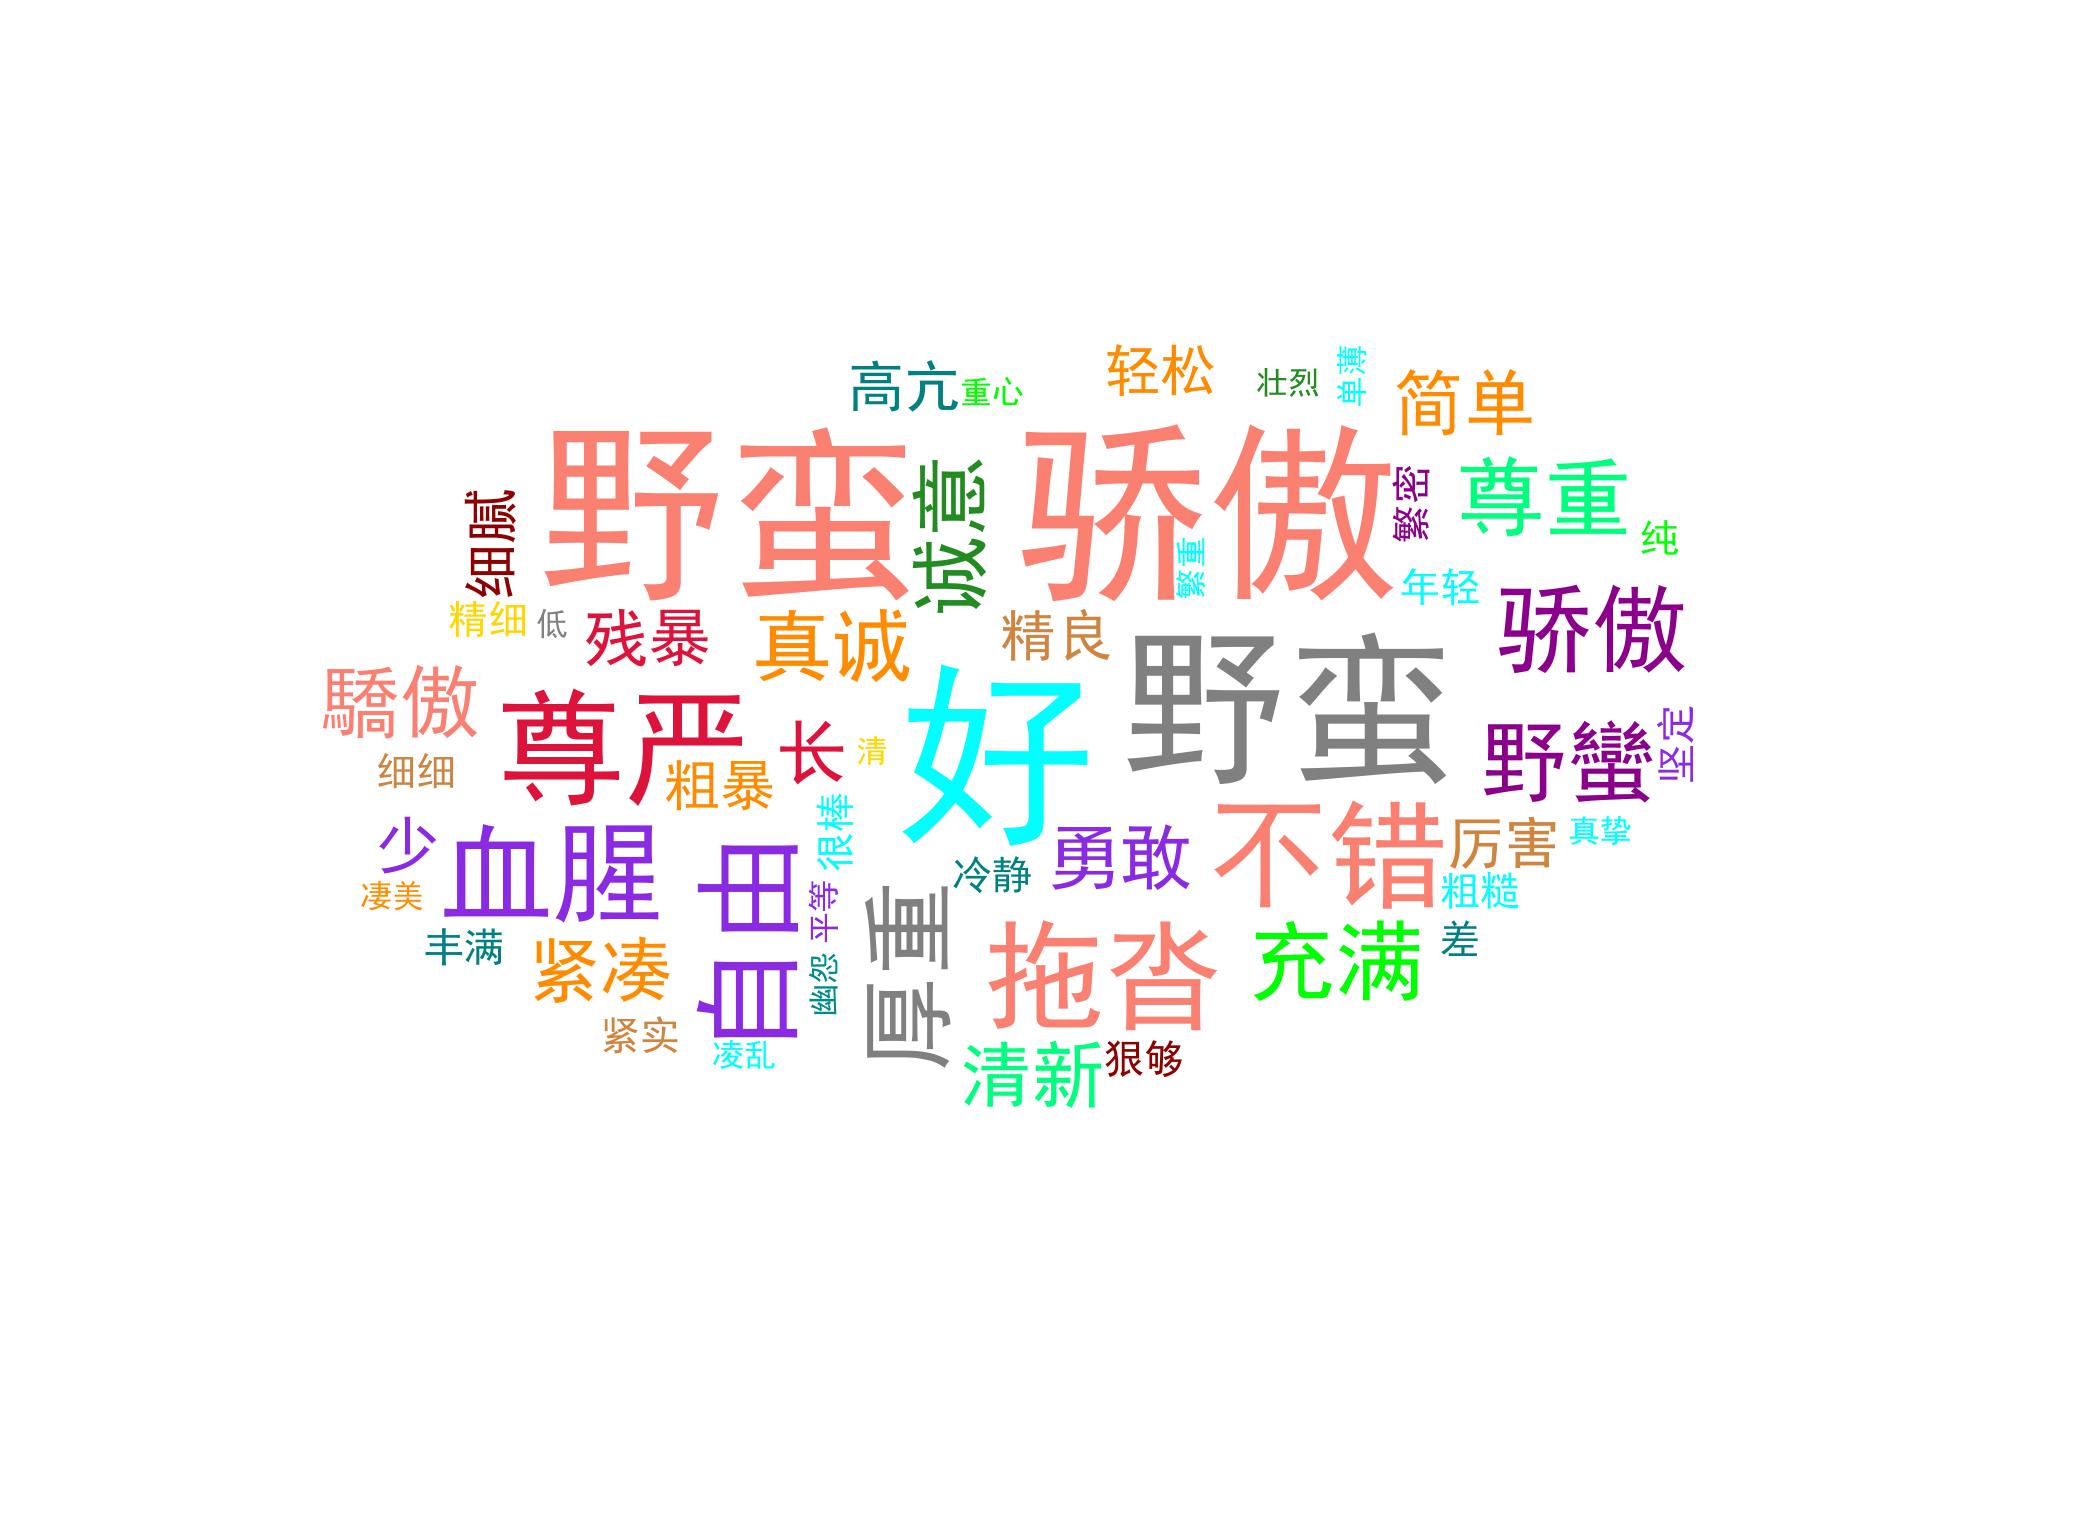 轻松
高亢
重心
壮烈
单薄
简单
野蛮
骄傲
诚意
繁密
尊重
细腻
纯
繁重
年轻
精细
低
残暴
真诚
精良
骄傲
驕傲
尊严
好
野蛮
长
清
野蠻
坚定
细细
粗暴
很棒
少
血腥
自由
勇敢
不错
厉害
真挚
冷静
凄美
平等
粗糙
丰满
紧凑
幽怨
厚重
拖沓
充满
差
紧实
凌乱
清新
狠够